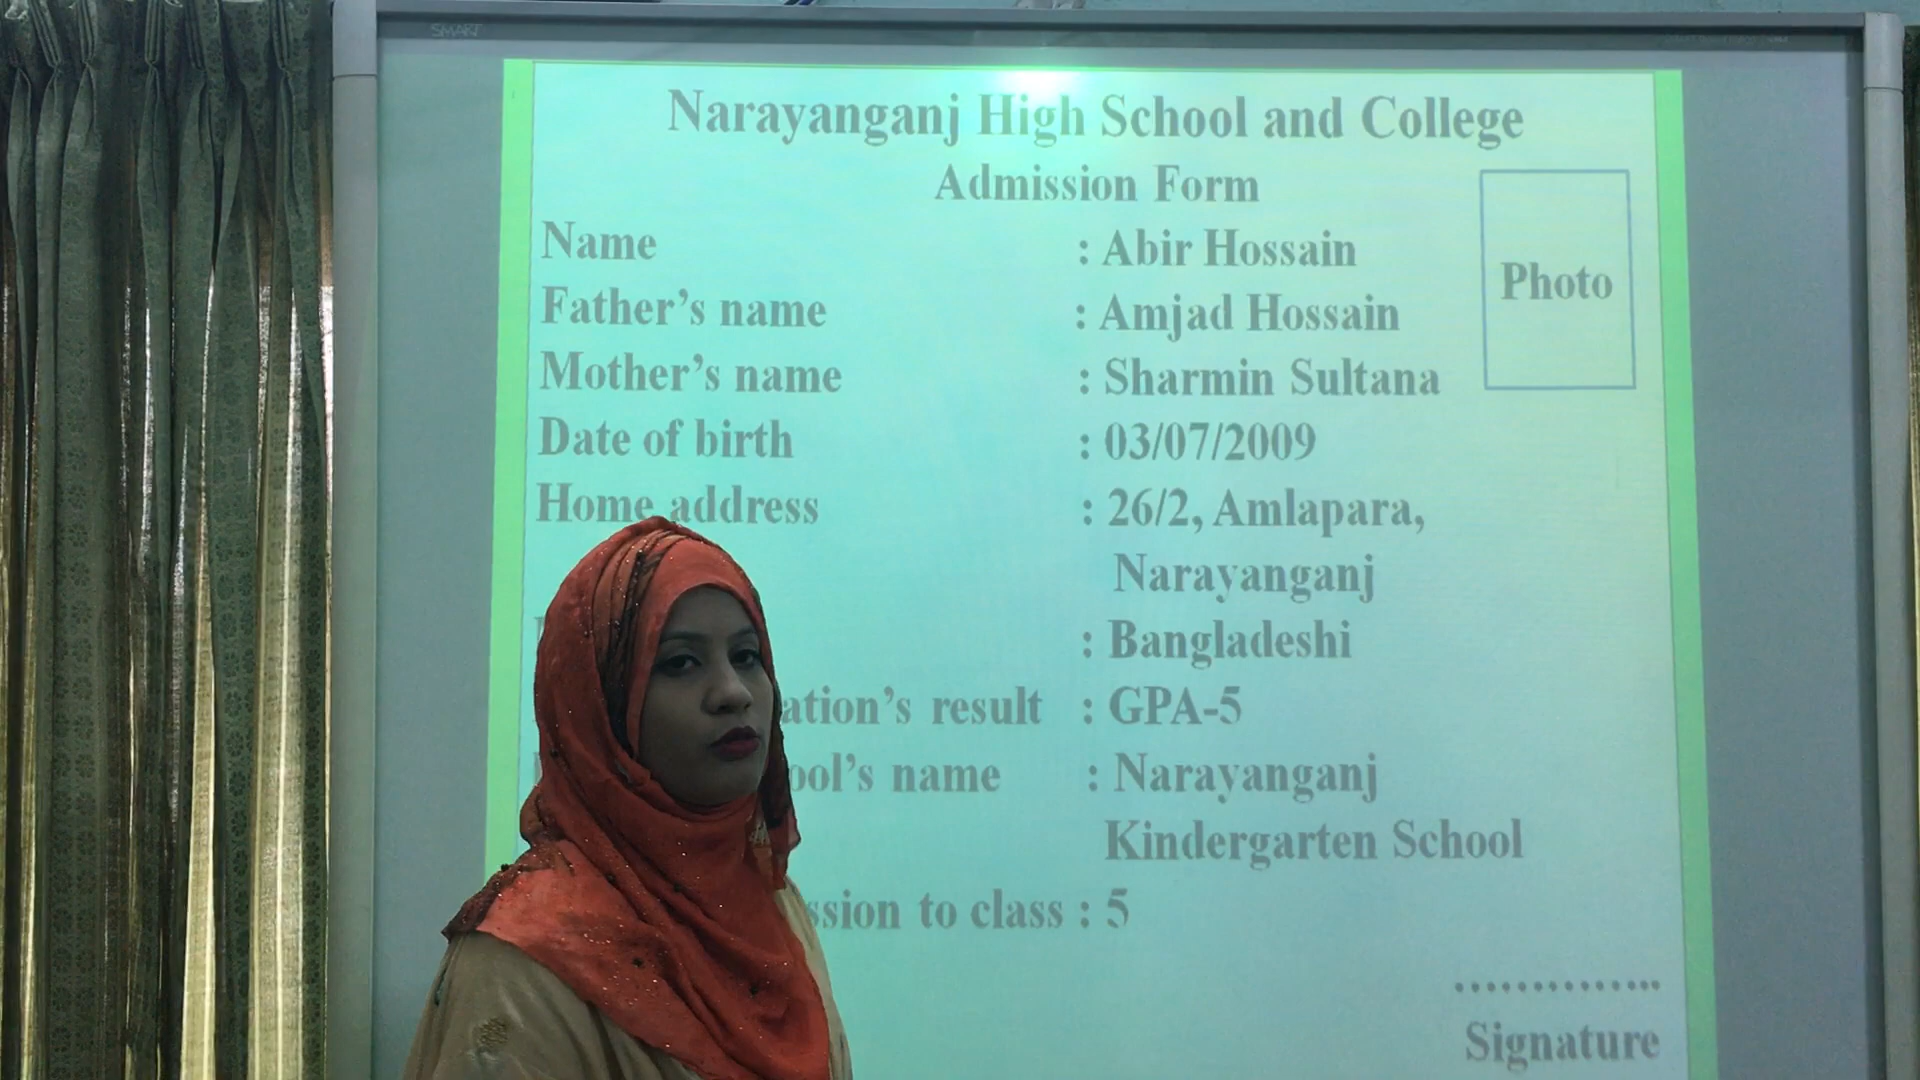 SMART
Narayanganj High School and College
Admission Form
Photo
Name : Abir Hossain
Father's name : Amjad Hossain
Mother's name : Sharmin Sultana
Date of birth : 03/07/2009
Home address : 26/2, Amlapara,
Narayanganj
: Bangladeshi
ation's result : GPA-5
ool's name : Narayanganj
Kindergarten School
ssion to class : 5
...............
Signature